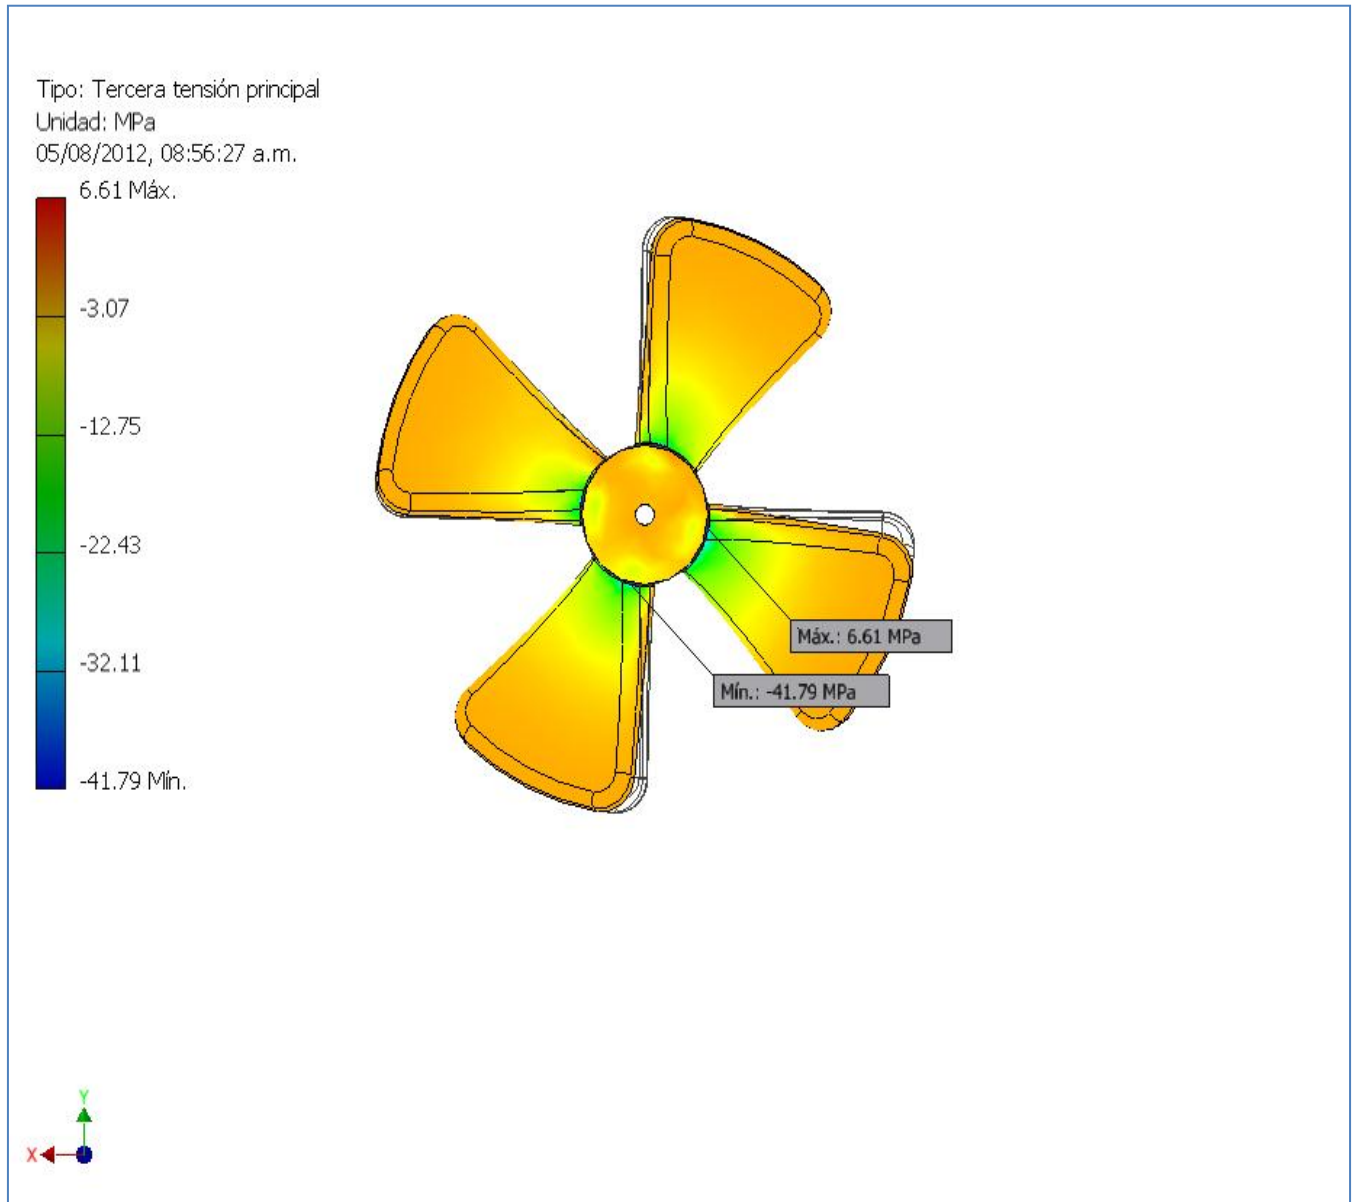 Tipo: Tercera tensión principal
Unidad: MPa
05/08/2012, 08:56:27 a.m.
6.61 Máx.
-3.07
-12.75
-22.43
-32.11
-41.79 Mín.
Máx.: 6.61 MPa
Mín.: -41.79 MPa
Y
X